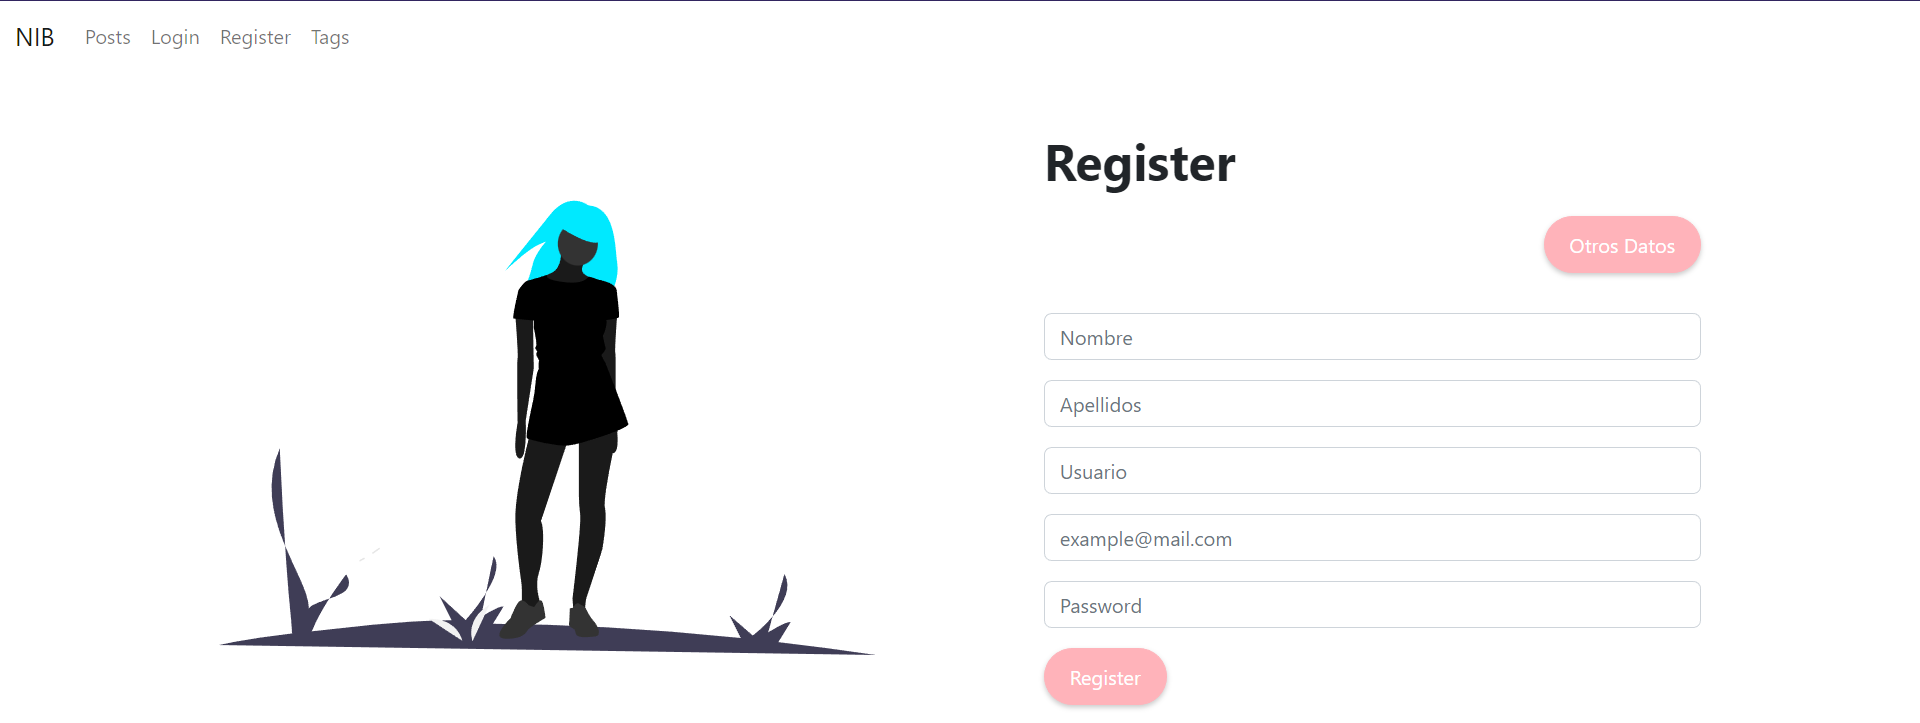 NIB Posts Login Register Tags
Register
Otros Datos
Nombre
Apellidos
Usuario
example@mail.com
Password
Register